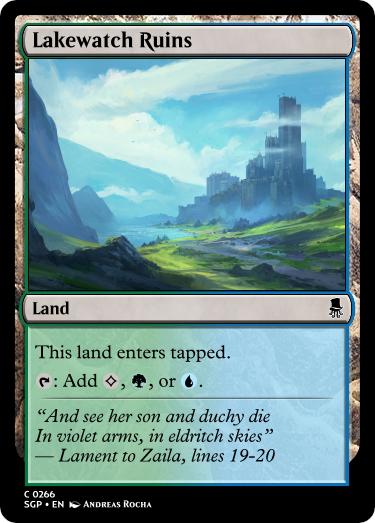 Lakewatch Ruins
Land
This land enters tapped.
: Add , , or .
“And see her son and duchy die
In violet arms, in eldritch skies”
— Lament to Zaila, lines 19-20
C 0266
SGP • EN Andreas Rocha